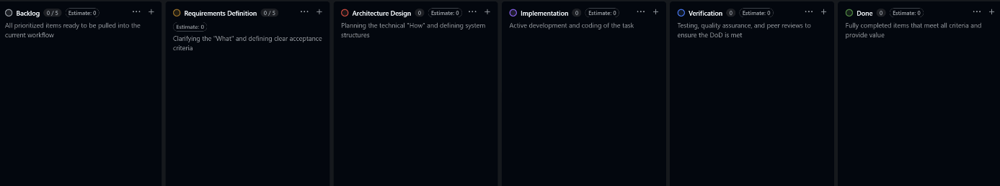 Backlog 0 / 5 Estimate: 0
All prioritized items ready to be pulled into the
current workflow
Requirements Definition 0 / 5
Estimate: 0
Clarifying the "What" and defining clear acceptance
criteria
Architecture Design 0 Estimate: 0
Planning the technical "How" and defining system
structures
Implementation 0 Estimate: 0
Active development and coding of the task
Verification 0 Estimate: 0
Testing, quality assurance, and peer reviews to
ensure the DoD is met
Done 0 Estimate: 0
Fully completed items that meet all criteria and
provide value